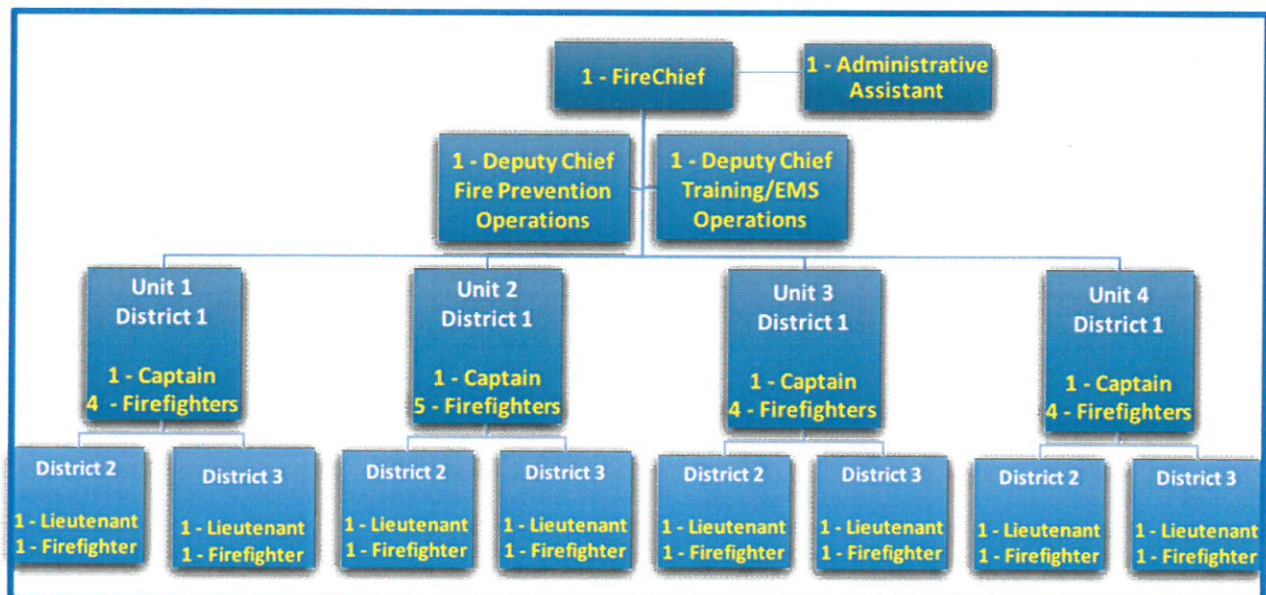 1 - FireChief
1 - Administrative
Assistant
1 - Deputy Chief
Fire Prevention
Operations
1 - Deputy Chief
Training/EMS
Operations
Unit 1
District 1
1 - Captain
4 - Firefighters
Unit 2
District 1
1 - Captain
5 - Firefighters
Unit 3
District 1
1 - Captain
4 - Firefighters
Unit 4
District 1
1 - Captain
4 - Firefighters
District 2
1 - Lieutenant
1 - Firefighter
District 3
1 - Lieutenant
1 - Firefighter
District 2
1 - Lieutenant
1 - Firefighter
District 3
1 - Lieutenant
1 - Firefighter
District 2
1 - Lieutenant
1 - Firefighter
District 3
1 - Lieutenant
1 - Firefighter
District 2
1 - Lieutenant
1 - Firefighter
District 3
1 - Lieutenant
1 - Firefighter